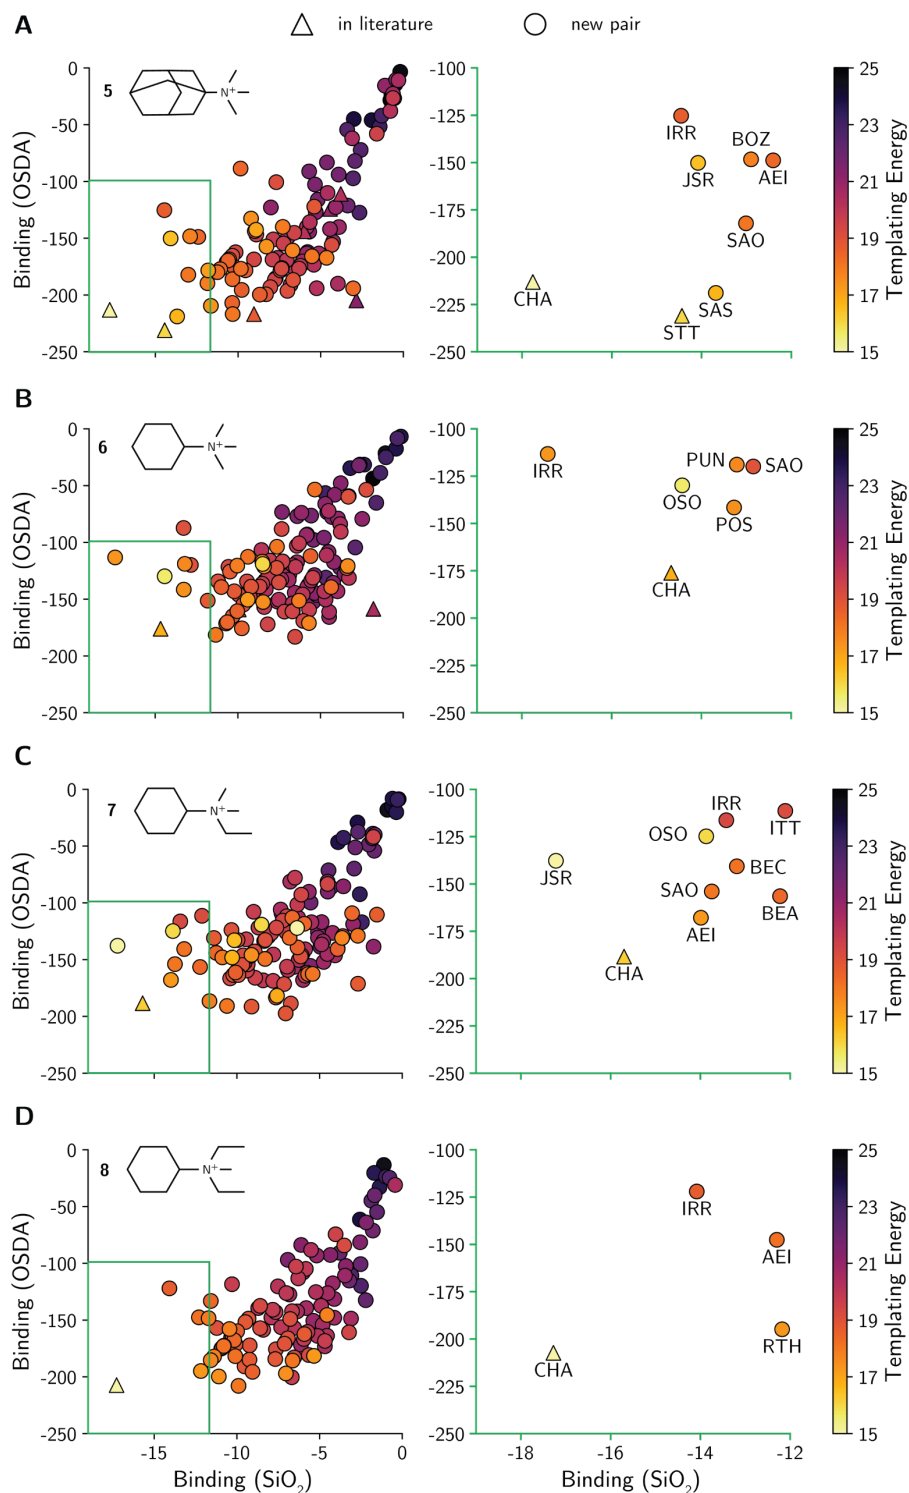 A
in literature
new pair
5
N+
Binding (OSDA)
0
-50
-100
-150
-200
-250
-100
-125
-150
-175
-200
-225
-250
IRR
BOZ
JSR
AEI
SAO
CHA
SAS
STT
25
23
21
19
17
15
Templating Energy
B
6
N+
Binding (OSDA)
0
-50
-100
-150
-200
-250
-100
-125
-150
-175
-200
-225
-250
IRR
PUN
SAO
OSO
POS
CHA
25
23
21
19
17
15
Templating Energy
C
7
N+
Binding (OSDA)
0
-50
-100
-150
-200
-250
-100
-125
-150
-175
-200
-225
-250
IRR
ITT
OSO
JSR
BEC
SAO
BEA
AEI
CHA
25
23
21
19
17
15
Templating Energy
D
8
N+
Binding (OSDA)
0
-50
-100
-150
-200
-250
-15
-10
-5
0
Binding (SiO₂)
-100
-125
-150
-175
-200
-225
-250
IRR
AEI
RTH
CHA
-18
-16
-14
-12
Binding (SiO₂)
25
23
21
19
17
15
Templating Energy